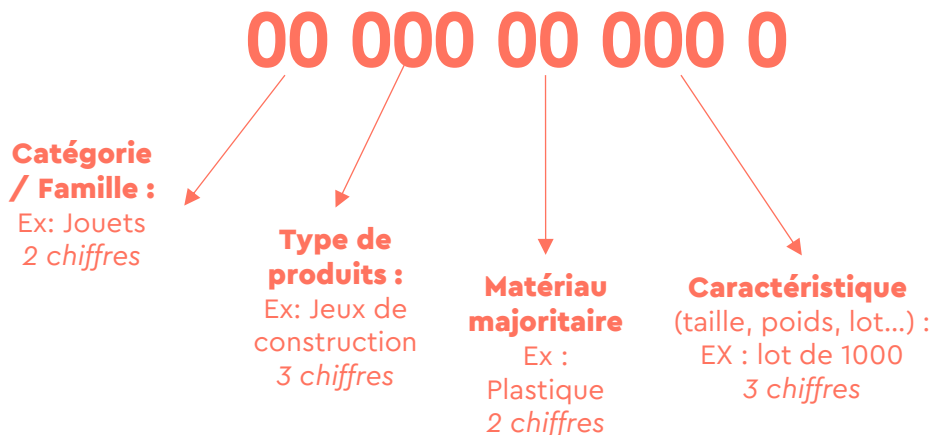 00 000 00 000 0
Catégorie
/ Famille :
Ex: Jouets
2 chiffres
Type de
produits :
Ex: Jeux de
construction
3 chiffres
Matériau
majoritaire
Ex :
Plastique
2 chiffres
Caractéristique
(taille, poids, lot...) :
EX : lot de 1000
3 chiffres